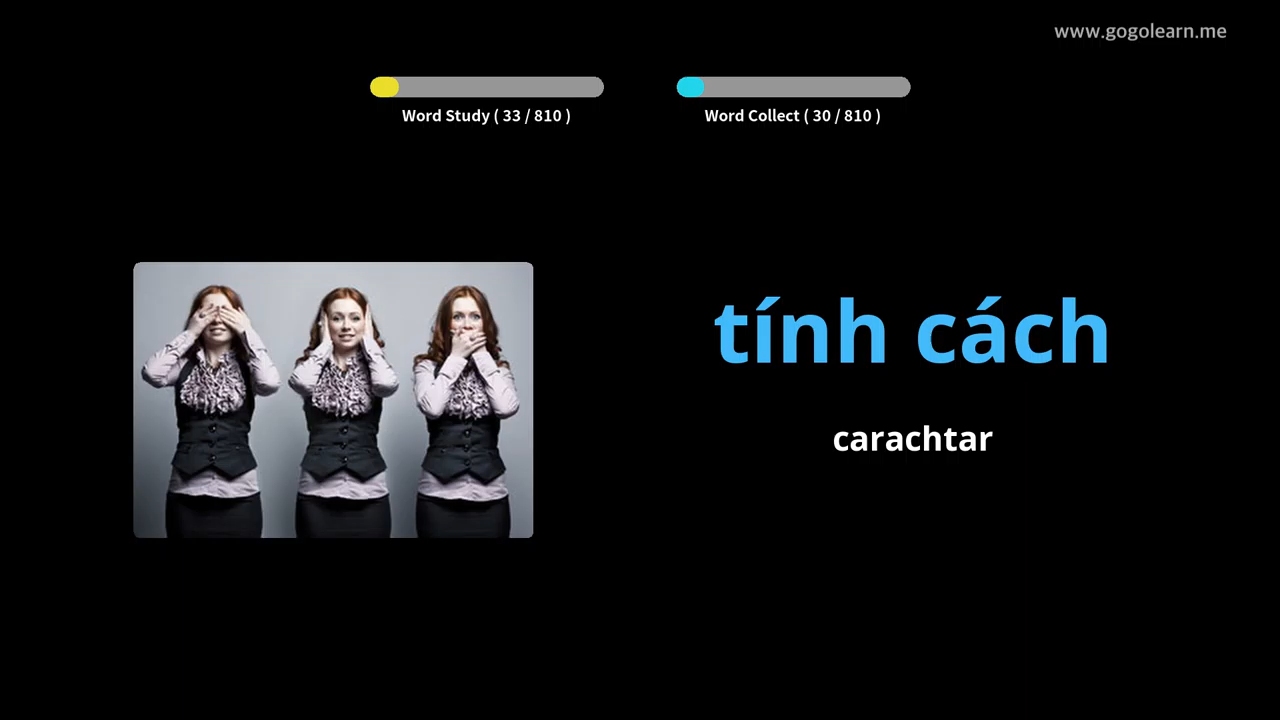 www.gogolearn.me
Word Study ( 33 / 810 )
Word Collect ( 30 / 810 )
tính cách
carachtar